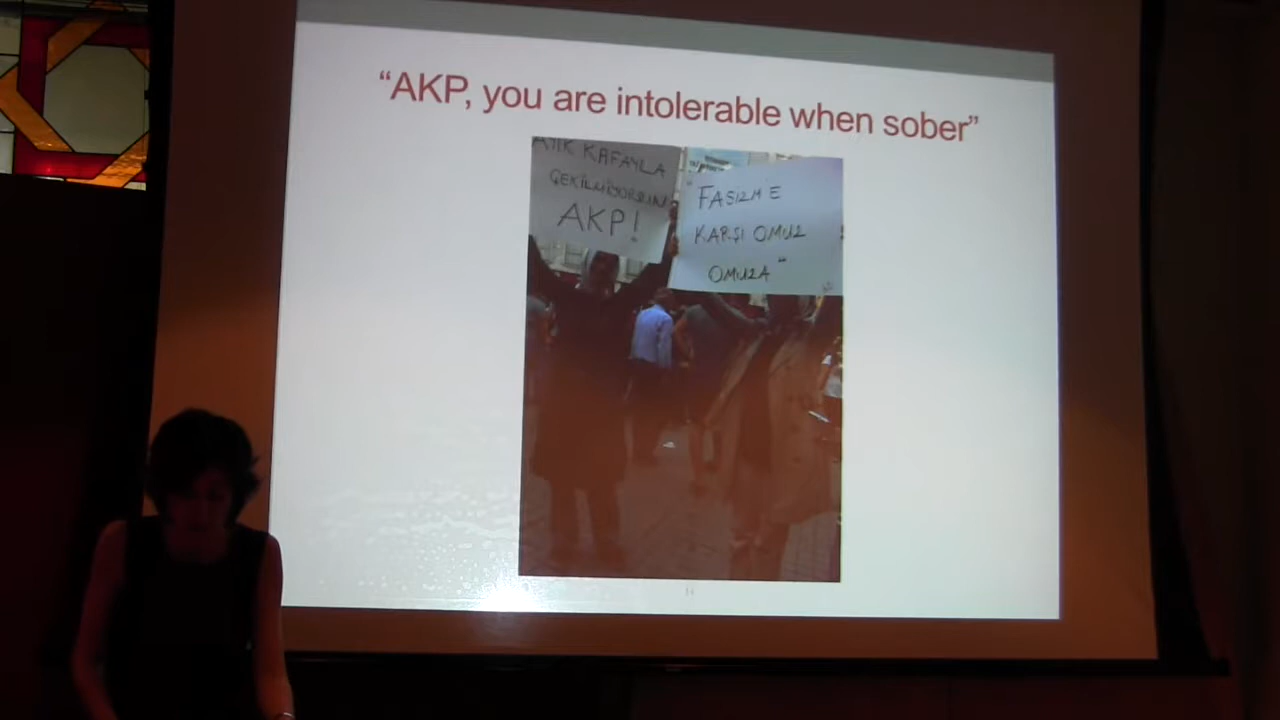 “AKP, you are intolerable when sober”
AYIK KAFAYLA
ÇEKİLMİYORSUN
AKP!
"FAŞİZME
KARŞI OMUZ
OMUZA"